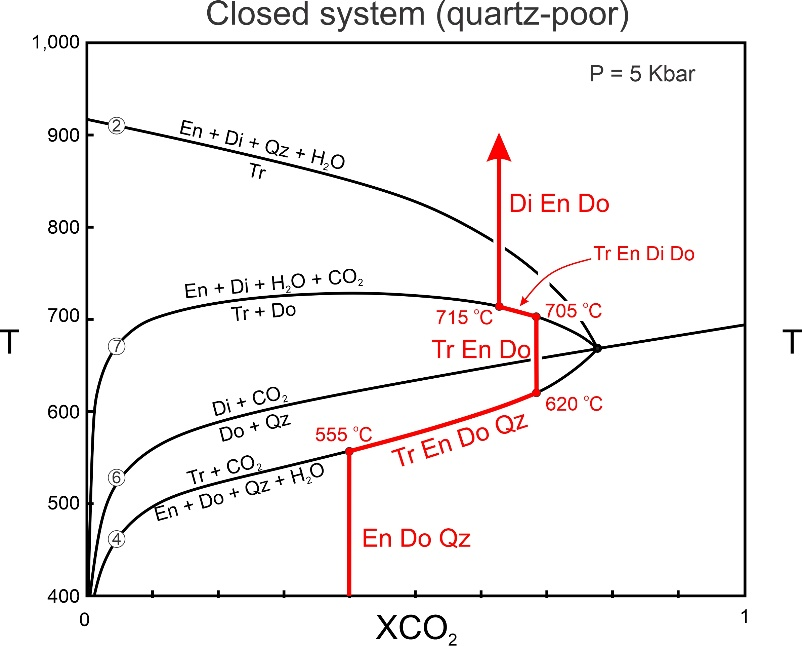 Closed system (quartz-poor)
1,000
P = 5 Kbar
900
②
En + Di + Qz + H₂O
Tr
800
Di En Do
Tr En Di Do
700
En + Di + H₂O + CO₂
Tr + Do
715 °C
705 °C
T
T
⑦
Tr En Do
600
Di + CO₂
Do + Qz
620 °C
555 °C
Tr En Do Qz
500
⑥
Tr + CO₂
En + Do + Qz + H₂O
④
En Do Qz
400
0
XCO₂
1